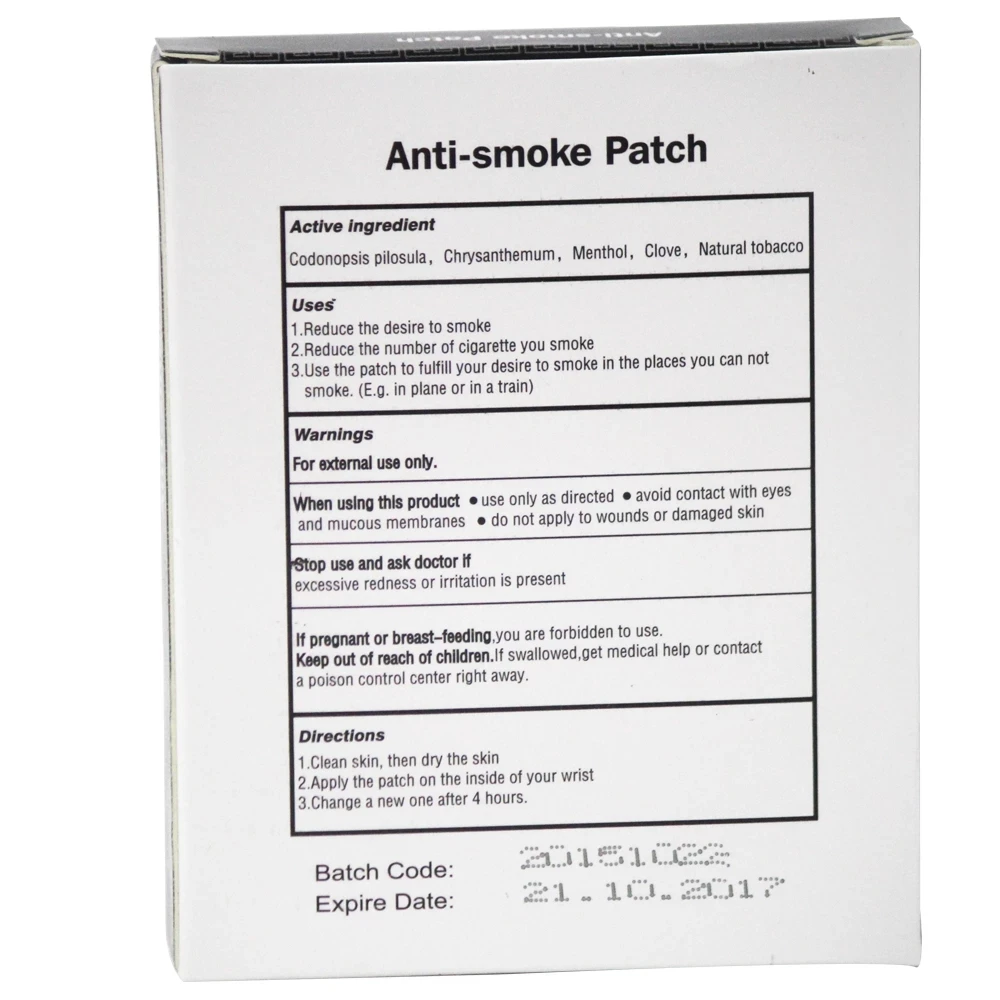 Anti-smoke Patch
Anti-smoke Patch
Active ingredient
Codonopsis pilosula, Chrysanthemum, Menthol, Clove, Natural tobacco
Uses
1.Reduce the desire to smoke
2.Reduce the number of cigarette you smoke
3.Use the patch to fulfill your desire to smoke in the places you can not
smoke. (E.g. in plane or in a train)
Warnings
For external use only.
When using this product ● use only as directed ● avoid contact with eyes
and mucous membranes ● do not apply to wounds or damaged skin
Stop use and ask doctor if
excessive redness or irritation is present
If pregnant or breast-feeding,you are forbidden to use.
Keep out of reach of children.If swallowed,get medical help or contact
a poison control center right away.
Directions
1.Clean skin, then dry the skin
2.Apply the patch on the inside of your wrist
3.Change a new one after 4 hours.
Batch Code: 20151022
Expire Date: 21.10.2017